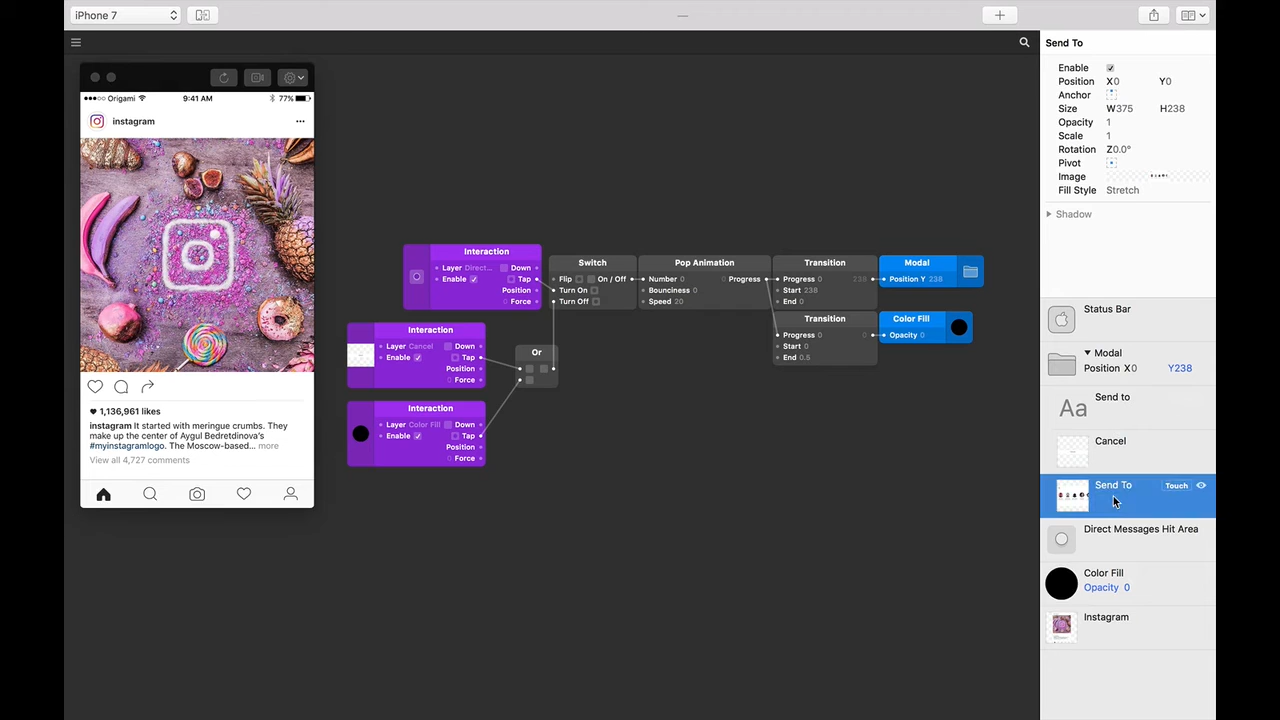 iPhone 7
Origami
9:41 AM
77%
instagram
1,136,961 likes
instagram It started with meringue crumbs. They
make up the center of Aygul Bedretdinova's
#myinstagramlogo. The Moscow-based... more
View all 4,727 comments
Interaction
Layer Direct... Down
Enable Tap
Position
0 Force
Interaction
Layer Cancel Down
Enable Tap
Position
0 Force
Interaction
Layer Color Fill Down
Enable Tap
Position
0 Force
Or
Switch
Flip On / Off
Turn On
Turn Off
Pop Animation
Number 0 Progress
Bounciness 0
Speed 20
Transition
Progress 0 238
Start 238
End 0
Transition
Progress 0 0
Start 0
End 0.5
Modal
Position Y 238
Color Fill
Opacity 0
Send To
Enable
Position X0 Y0
Anchor
Size W375 H238
Opacity 1
Scale 1
Rotation Z0.0°
Pivot
Image
Fill Style Stretch
Shadow
Status Bar
Modal
Position X0 Y238
Aa
Send to
Cancel
Send To Touch
Direct Messages Hit Area
Color Fill
Opacity 0
Instagram